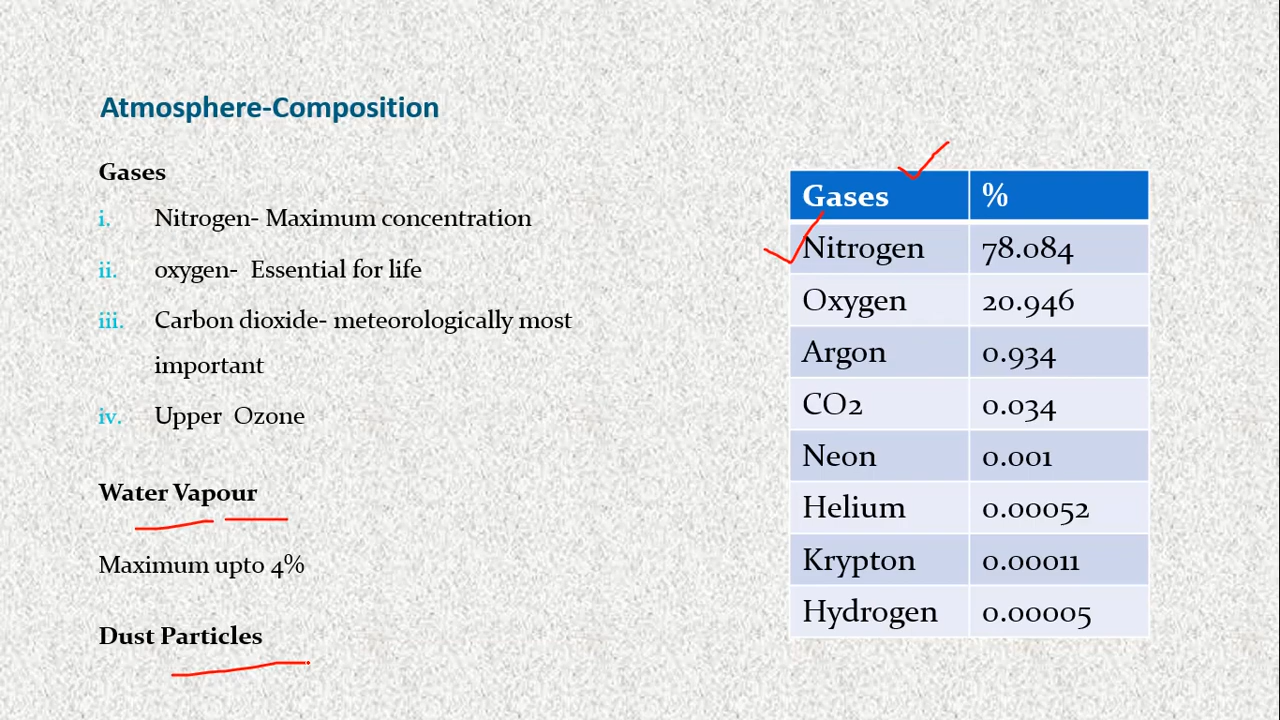 Atmosphere-Composition
Gases
i. Nitrogen- Maximum concentration
ii. oxygen- Essential for life
iii. Carbon dioxide- meteorologically most
important
iv. Upper Ozone
Water Vapour
Maximum upto 4%
Dust Particles
Gases %
Nitrogen 78.084
Oxygen 20.946
Argon 0.934
CO2 0.034
Neon 0.001
Helium 0.00052
Krypton 0.00011
Hydrogen 0.00005